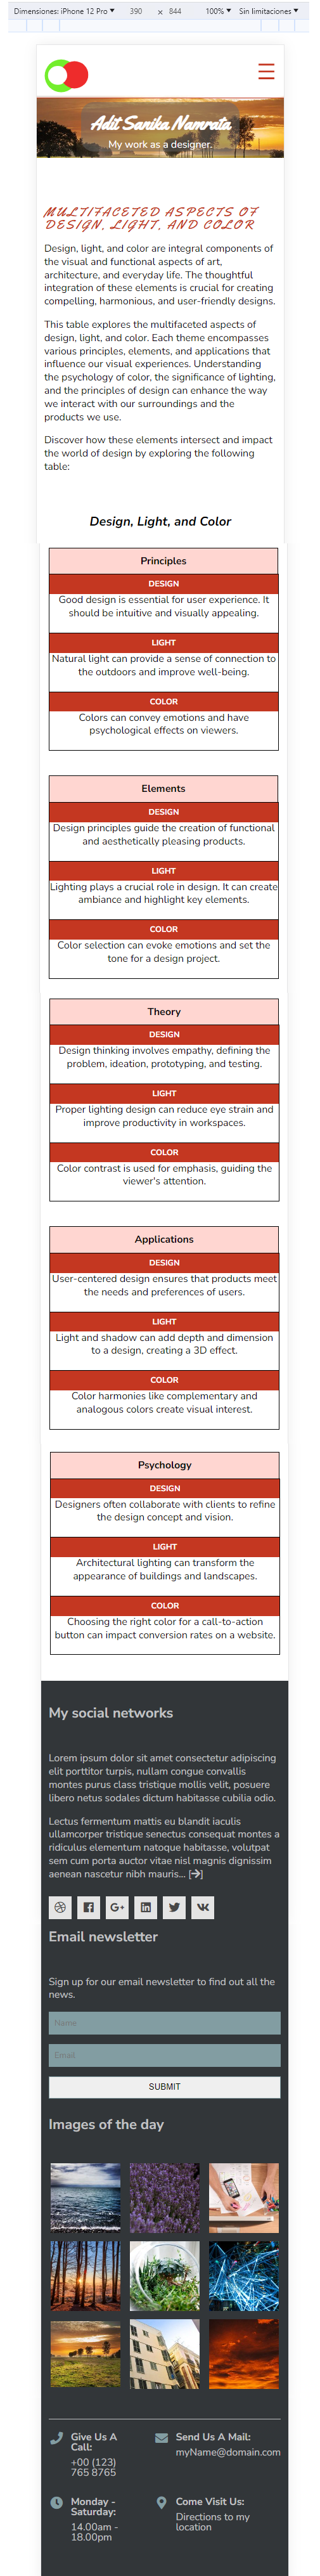 Dimensiones: iPhone 12 Pro ▼ 390 × 844 100% ▼ Sin limitaciones ▼
Adit Sanika Namrata
My work as a designer.
MULTIFACETED ASPECTS OF
DESIGN, LIGHT, AND COLOR
Design, light, and color are integral components of
the visual and functional aspects of art,
architecture, and everyday life. The thoughtful
integration of these elements is crucial for creating
compelling, harmonious, and user-friendly designs.
This table explores the multifaceted aspects of
design, light, and color. Each theme encompasses
various principles, elements, and applications that
influence our visual experiences. Understanding
the psychology of color, the significance of lighting,
and the principles of design can enhance the way
we interact with our surroundings and the
products we use.
Discover how these elements intersect and impact
the world of design by exploring the following
table:
Design, Light, and Color
Principles
DESIGN
Good design is essential for user experience. It
should be intuitive and visually appealing.
LIGHT
Natural light can provide a sense of connection to
the outdoors and improve well-being.
COLOR
Colors can convey emotions and have
psychological effects on viewers.
Elements
DESIGN
Design principles guide the creation of functional
and aesthetically pleasing products.
LIGHT
Lighting plays a crucial role in design. It can create
ambiance and highlight key elements.
COLOR
Color selection can evoke emotions and set the
tone for a design project.
Theory
DESIGN
Design thinking involves empathy, defining the
problem, ideation, prototyping, and testing.
LIGHT
Proper lighting design can reduce eye strain and
improve productivity in workspaces.
COLOR
Color contrast is used for emphasis, guiding the
viewer's attention.
Applications
DESIGN
User-centered design ensures that products meet
the needs and preferences of users.
LIGHT
Light and shadow can add depth and dimension
to a design, creating a 3D effect.
COLOR
Color harmonies like complementary and
analogous colors create visual interest.
Psychology
DESIGN
Designers often collaborate with clients to refine
the design concept and vision.
LIGHT
Architectural lighting can transform the
appearance of buildings and landscapes.
COLOR
Choosing the right color for a call-to-action
button can impact conversion rates on a website.
My social networks
Lorem ipsum dolor sit amet consectetur adipiscing
elit porttitor turpis, nullam congue convallis
montes purus class tristique mollis velit, posuere
libero netus sodales dictum habitasse cubilia odio.
Lectus fermentum mattis eu blandit iaculis
ullamcorper tristique senectus consequat montes a
ridiculus elementum natoque habitasse, volutpat
sem cum porta auctor vitae nisl magnis dignissim
aenean nascetur nibh mauris... [➔]
Email newsletter
Sign up for our email newsletter to find out all the
news.
Name
Email
SUBMIT
Images of the day
Give Us A
Call:
+00 (123)
765 8765
Send Us A Mail:
myName@domain.com
Monday -
Saturday:
14.00am -
18.00pm
Come Visit Us:
Directions to my
location